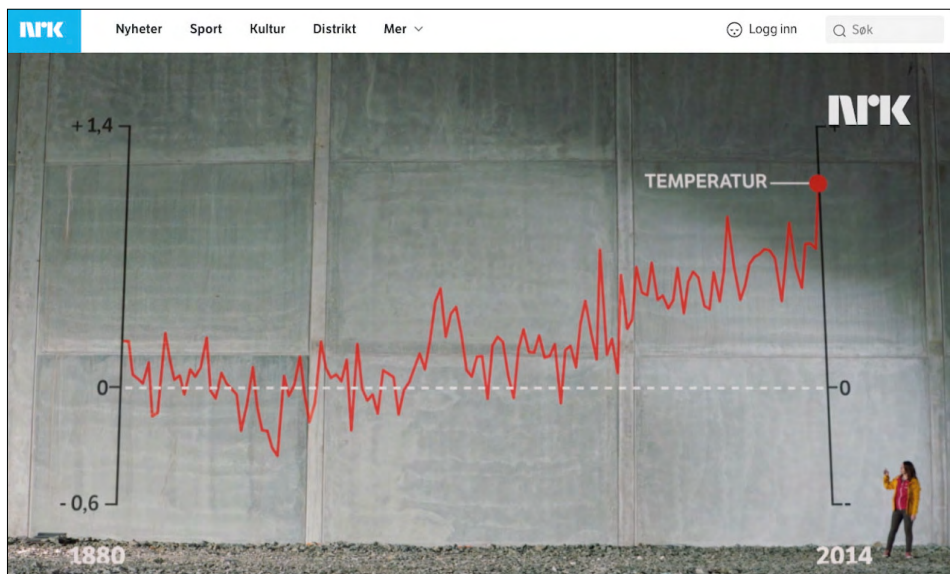 NRK
Nyheter Sport Kultur Distrikt Mer
Logg inn
Søk
NRK
+ 1,4
+
TEMPERATUR
0
0
- 0,6
-
1880
2014